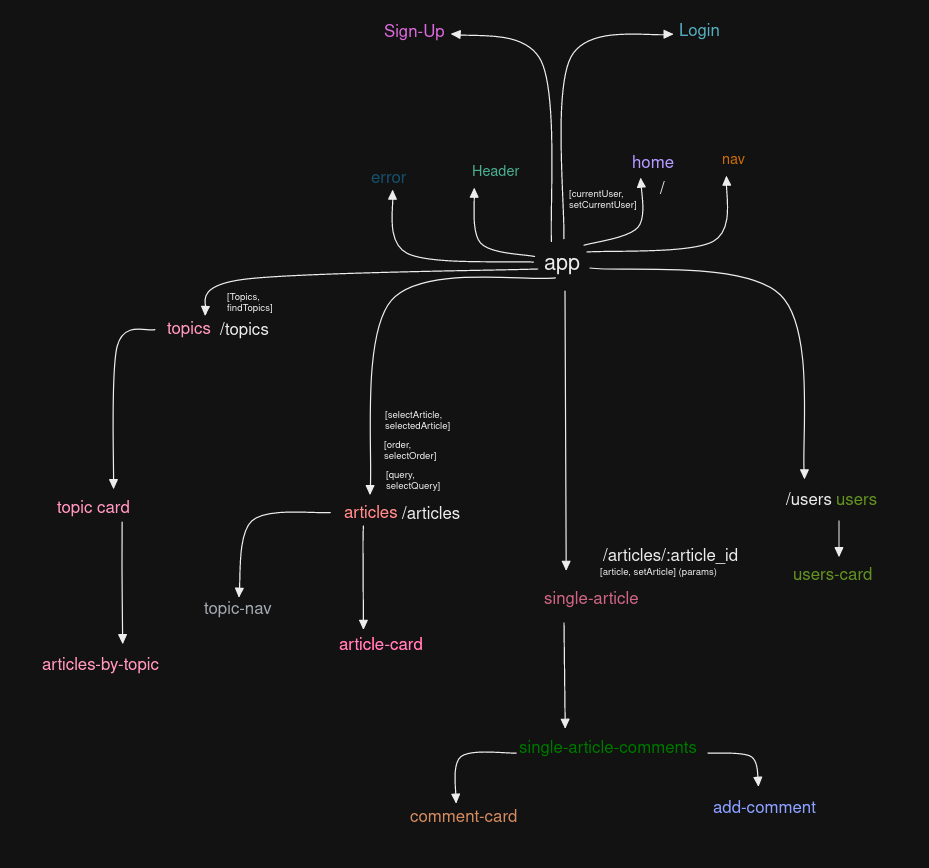 Sign-Up
Login
error
Header
home
nav
/
[currentUser,
setCurrentUser]
app
[Topics,
findTopics]
topics /topics
[selectArticle,
selectedArticle]
[order,
selectOrder]
[query,
selectQuery]
topic card
articles /articles
/users users
/articles/:article_id
[article, setArticle] (params)
users-card
single-article
topic-nav
article-card
articles-by-topic
single-article-comments
comment-card
add-comment